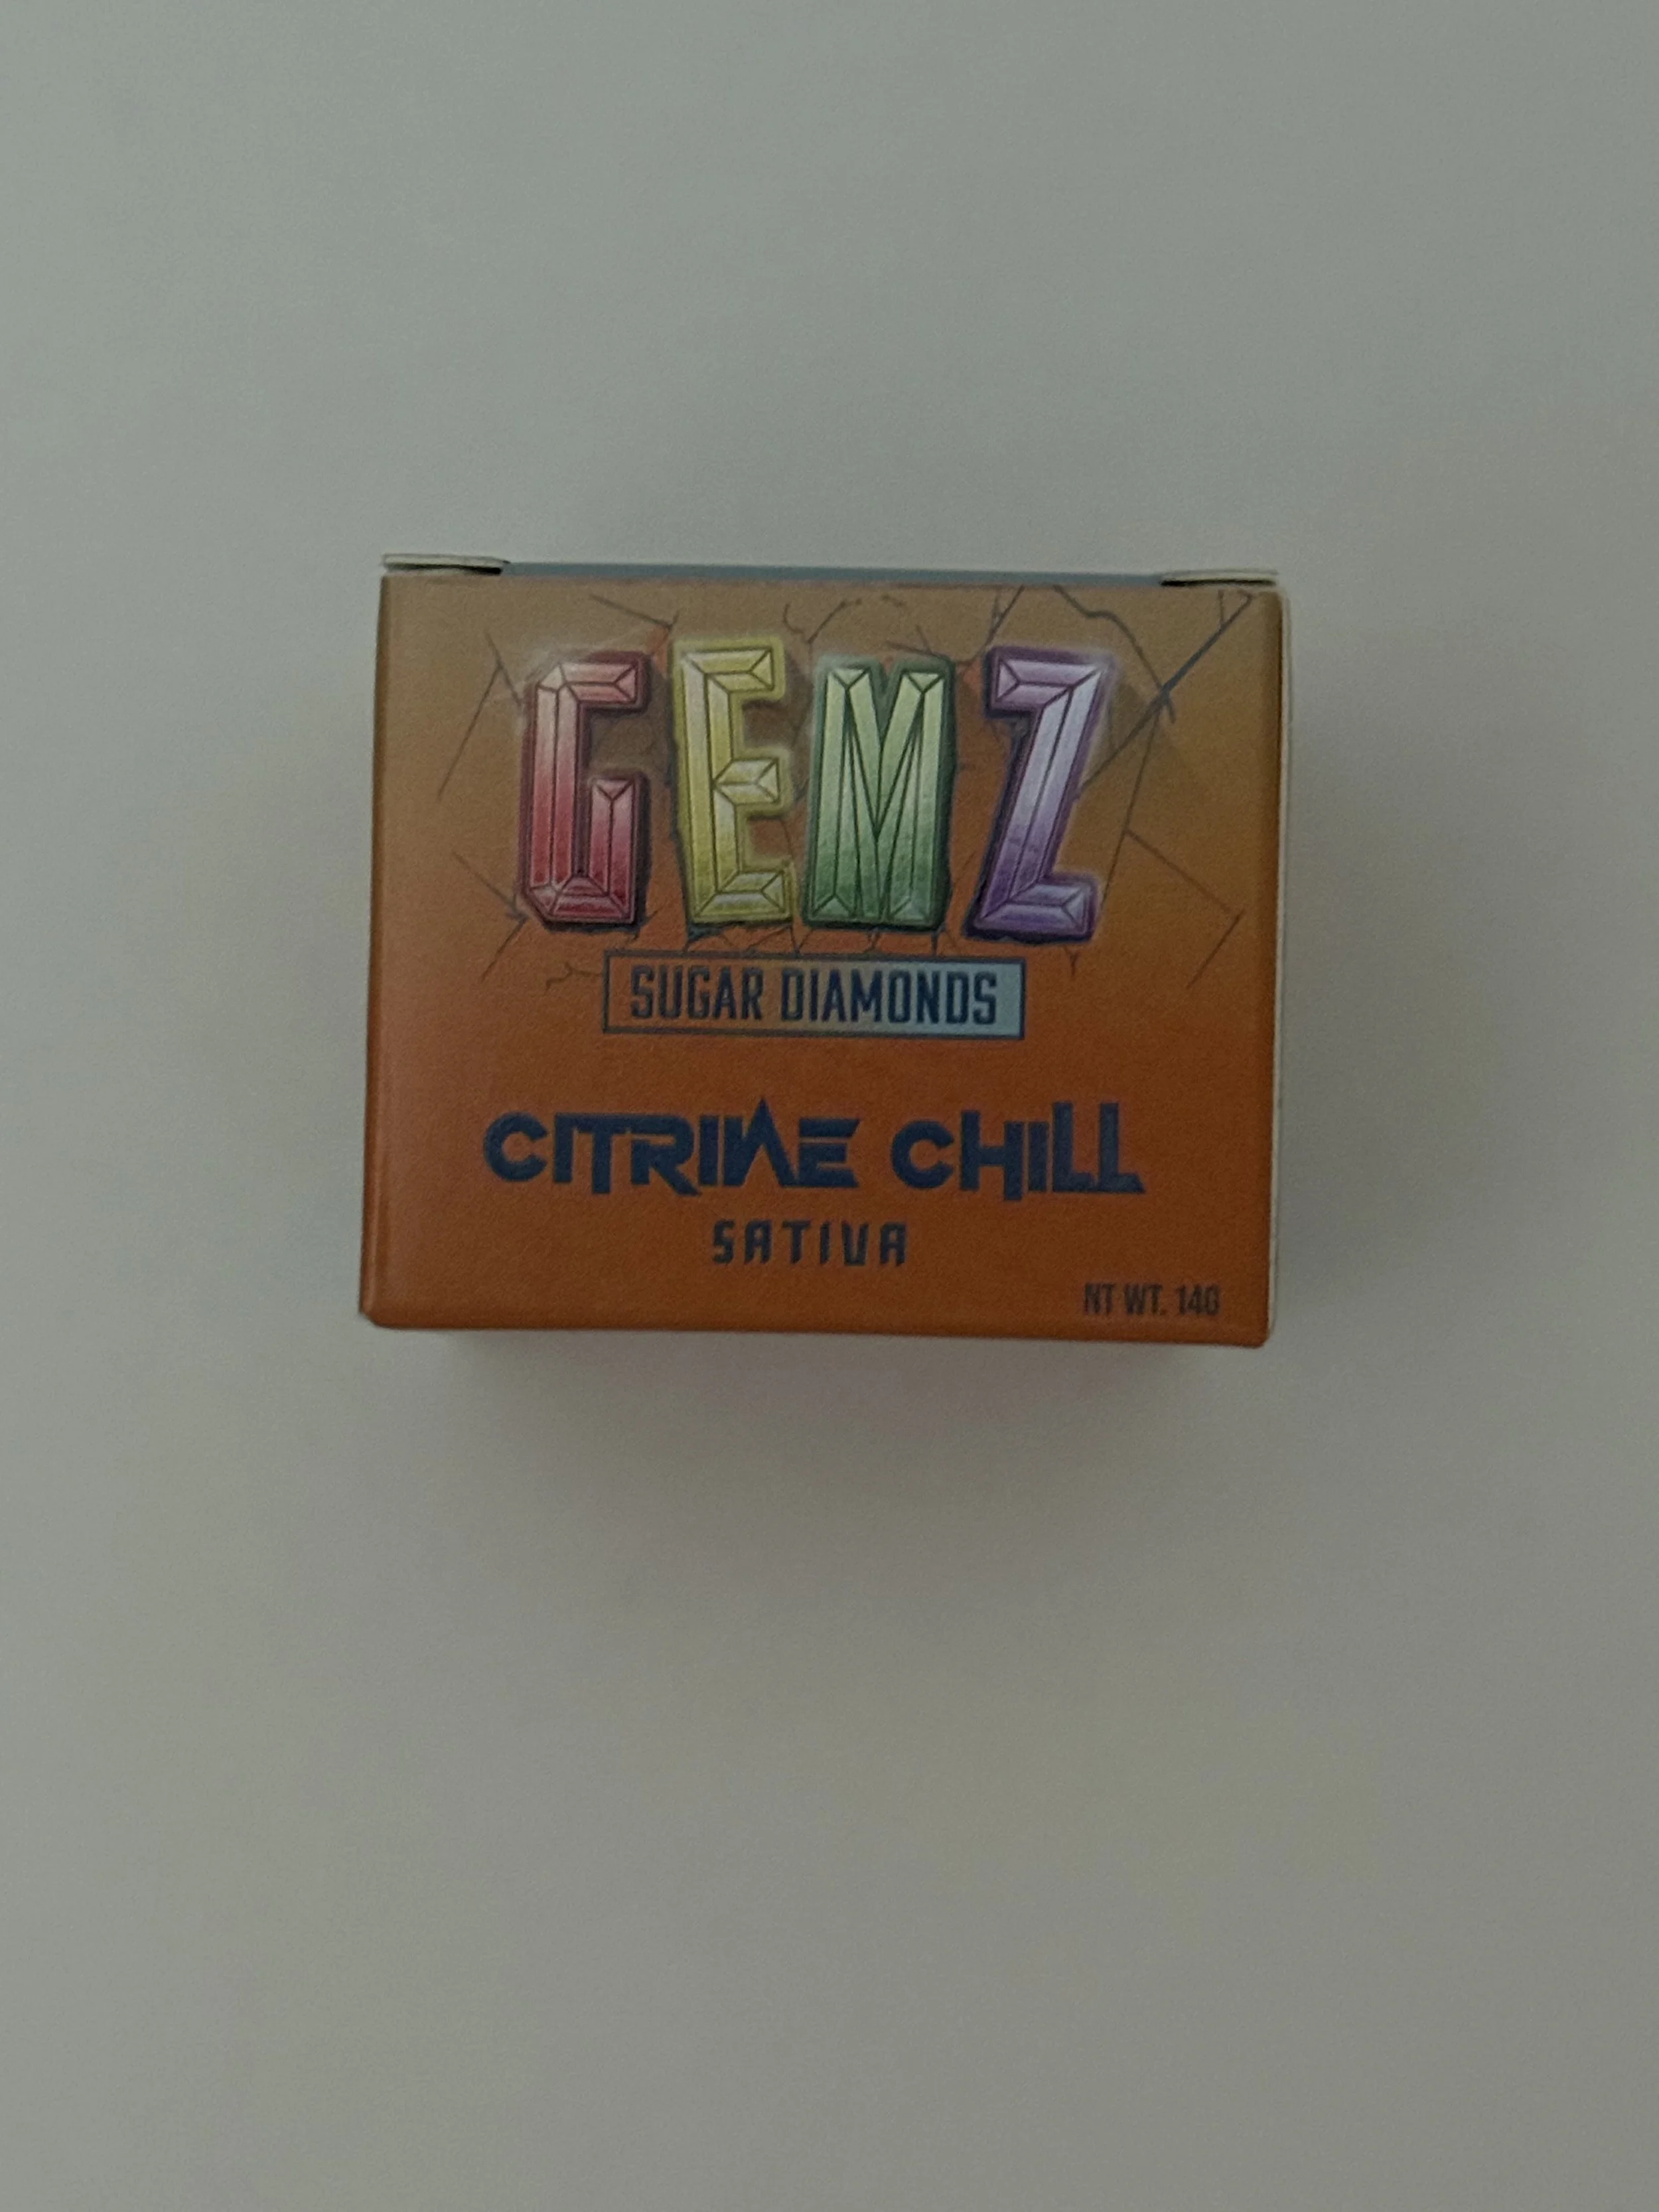 GEMZ
SUGAR DIAMONDS
CITRINE CHILL
SATIVA
NT WT. 14G